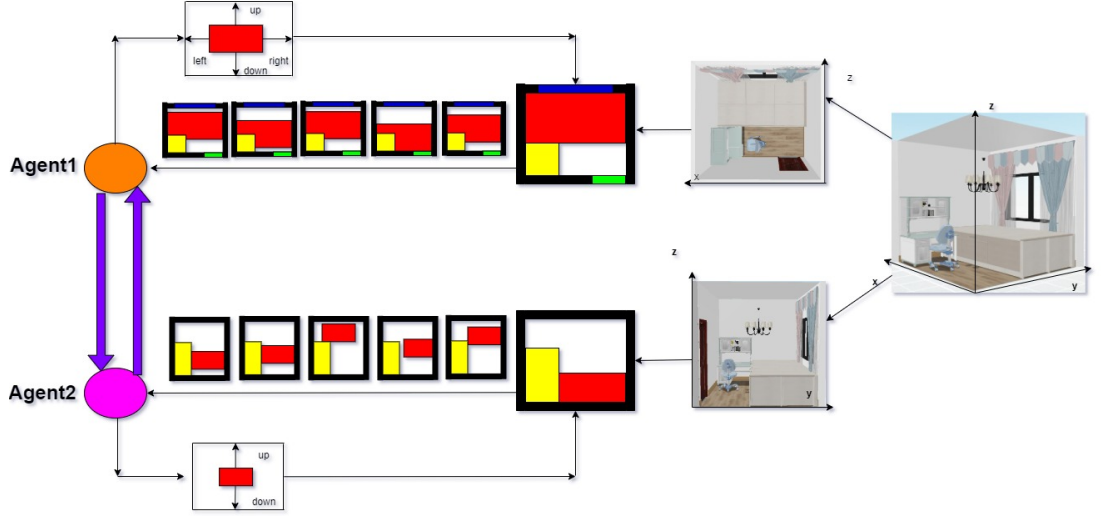 up
left
right
down
Agent1
z
x
z
x
y
z
y
Agent2
up
down